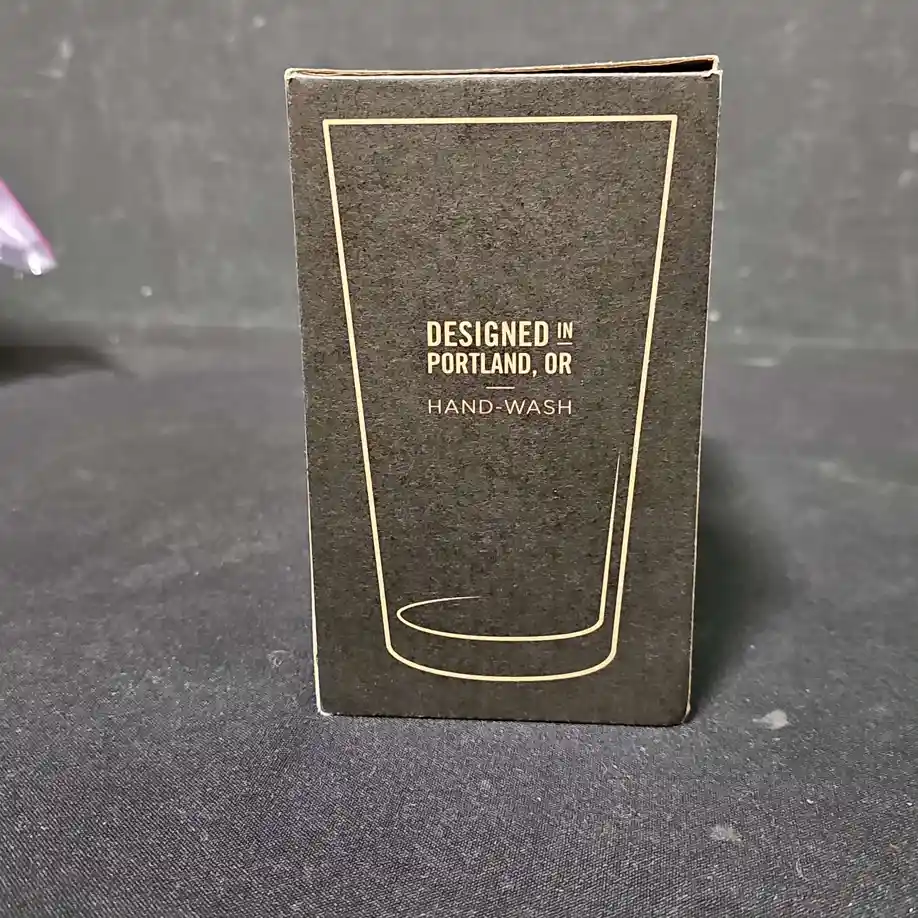 DESIGNED IN
PORTLAND, OR
HAND-WASH